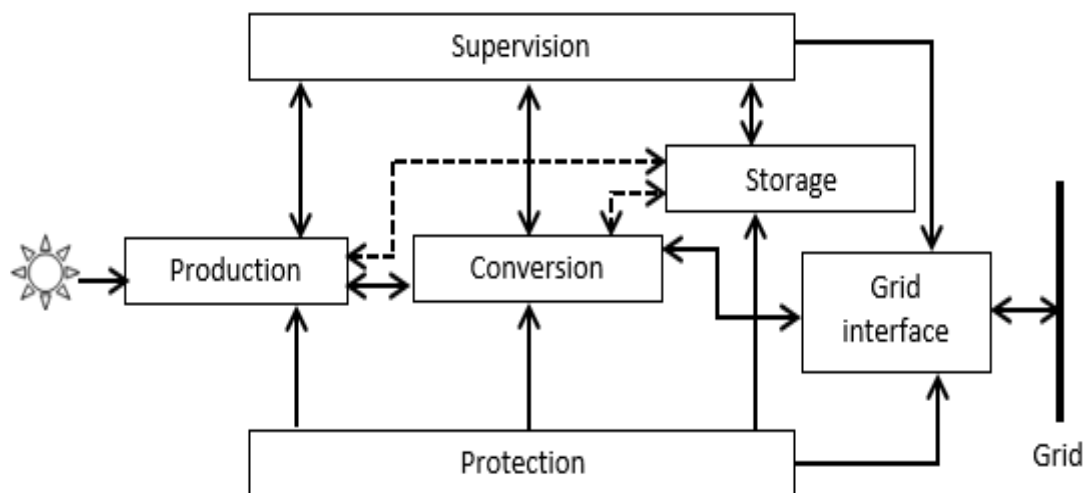 Supervision
Storage
Production
Conversion
Grid
interface
Protection
Grid